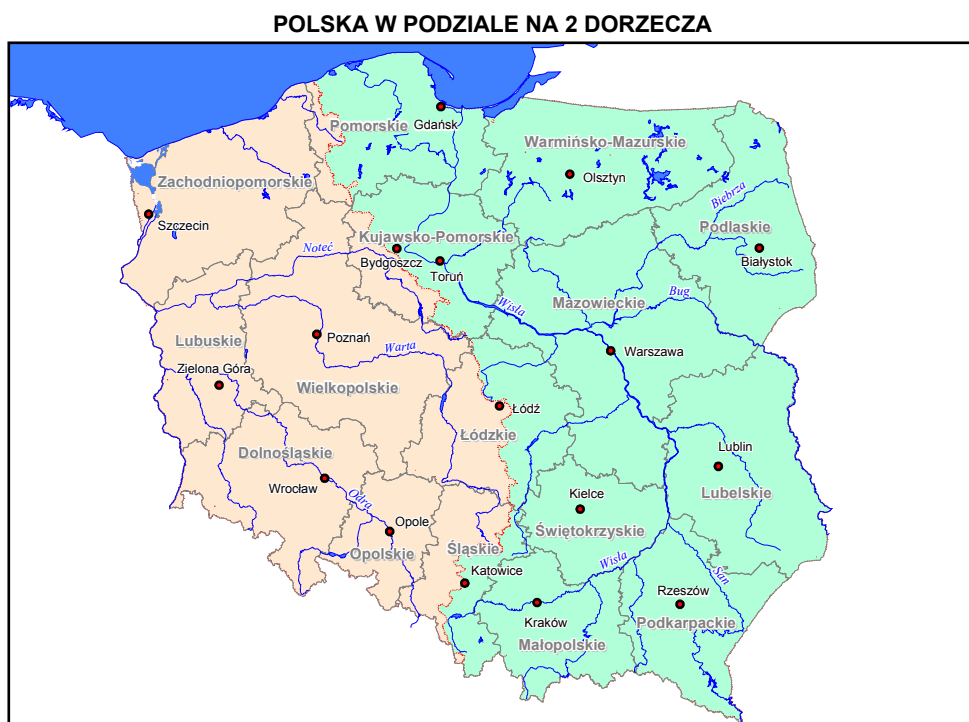 POLSKA W PODZIALE NA 2 DORZECZA
Pomorskie
Gdańsk
Warmińsko-Mazurskie
Olsztyn
Zachodniopomorskie
Szczecin
Biebrza
Podlaskie
Białystok
Noteć
Kujawsko-Pomorskie
Bydgoszcz
Toruń
Wisła
Mazowieckie
Bug
Lubuskie
Poznań
Warta
Warszawa
Zielona Góra
Wielkopolskie
Łódź
Łódzkie
Dolnośląskie
Wrocław
Odra
Lublin
Lubelskie
Kielce
Świętokrzyskie
Opole
Opolskie
Śląskie
Katowice
Wisła
San
Kraków
Małopolskie
Rzeszów
Podkarpackie